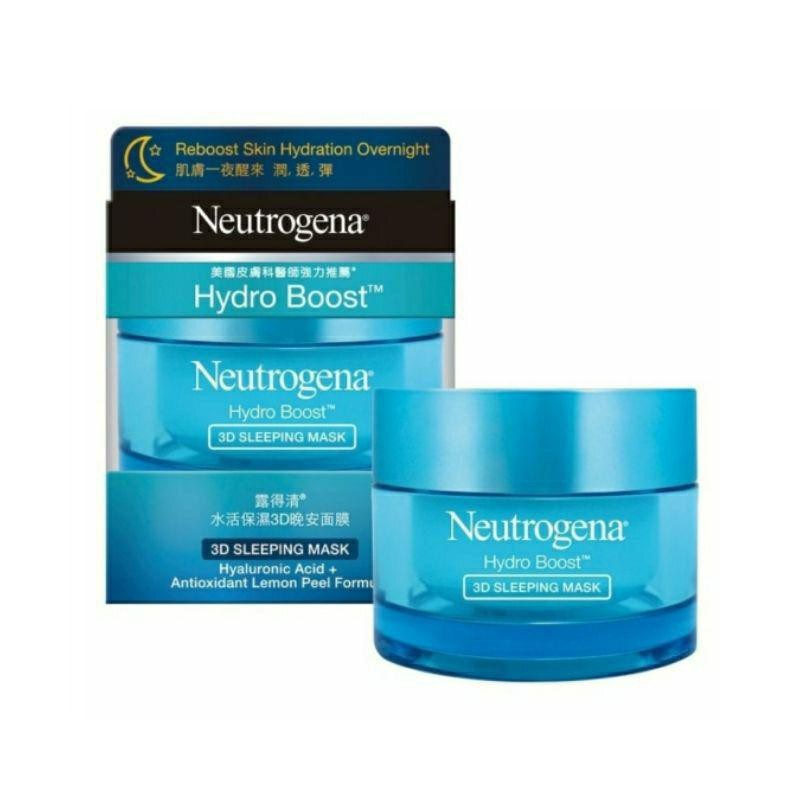 Reboost Skin Hydration Overnight
肌膚一夜醒來 潤, 透, 彈
Neutrogena®
美國皮膚科醫師強力推薦*
Hydro Boost™
Neutrogena®
Hydro Boost™
3D SLEEPING MASK
露得清®
水活保濕3D晚安面膜
3D SLEEPING MASK
Hyaluronic Acid +
Antioxidant Lemon Peel Formu
Neutrogena®
Hydro Boost™
3D SLEEPING MASK